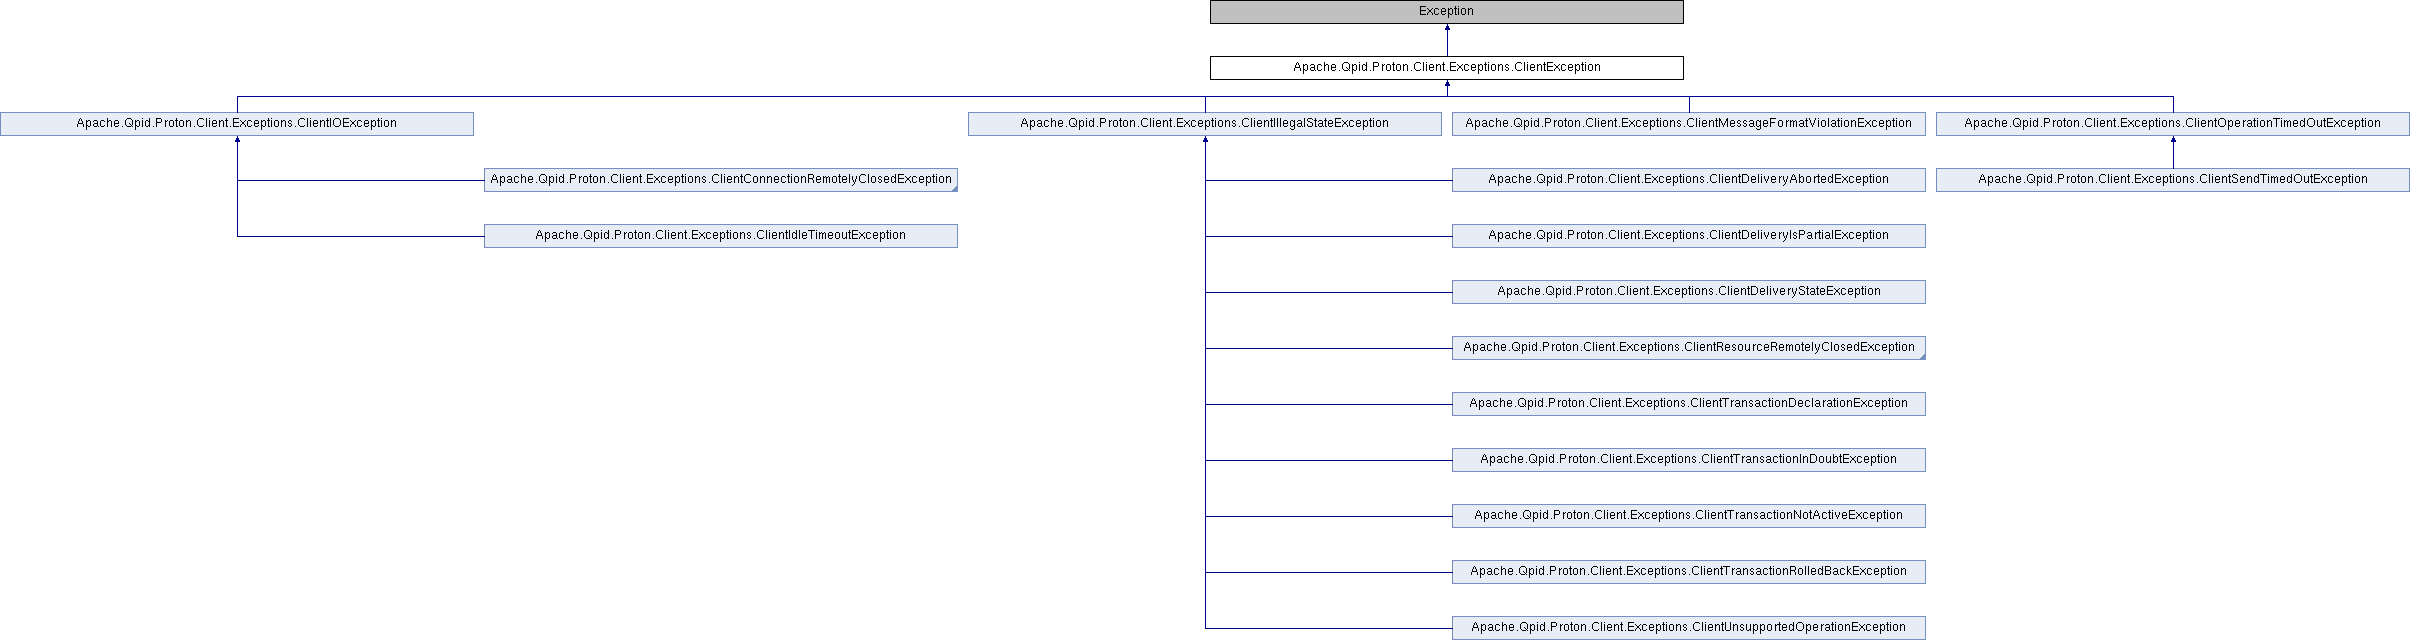 Exception
Apache.Qpid.Proton.Client.Exceptions.ClientException
Apache.Qpid.Proton.Client.Exceptions.ClientIOException
Apache.Qpid.Proton.Client.Exceptions.ClientIllegalStateException
Apache.Qpid.Proton.Client.Exceptions.ClientMessageFormatViolationException
Apache.Qpid.Proton.Client.Exceptions.ClientOperationTimedOutException
Apache.Qpid.Proton.Client.Exceptions.ClientConnectionRemotelyClosedException
Apache.Qpid.Proton.Client.Exceptions.ClientDeliveryAbortedException
Apache.Qpid.Proton.Client.Exceptions.ClientSendTimedOutException
Apache.Qpid.Proton.Client.Exceptions.ClientIdleTimeoutException
Apache.Qpid.Proton.Client.Exceptions.ClientDeliveryIsPartialException
Apache.Qpid.Proton.Client.Exceptions.ClientDeliveryStateException
Apache.Qpid.Proton.Client.Exceptions.ClientResourceRemotelyClosedException
Apache.Qpid.Proton.Client.Exceptions.ClientTransactionDeclarationException
Apache.Qpid.Proton.Client.Exceptions.ClientTransactionInDoubtException
Apache.Qpid.Proton.Client.Exceptions.ClientTransactionNotActiveException
Apache.Qpid.Proton.Client.Exceptions.ClientTransactionRolledBackException
Apache.Qpid.Proton.Client.Exceptions.ClientUnsupportedOperationException